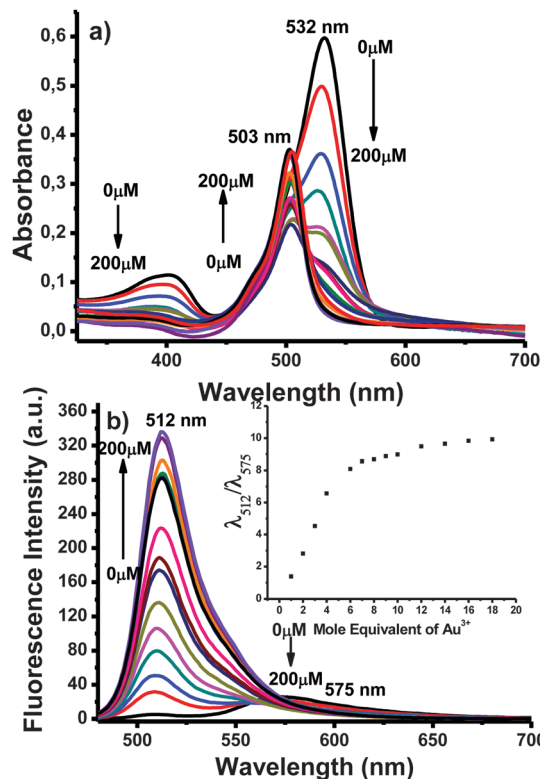 a)
532 nm
0µM
200µM
503 nm
0µM
200µM
200µM
0µM
Absorbance
0,6
0,5
0,4
0,3
0,2
0,1
0,0
400
500
600
700
Wavelength (nm)
b)
512 nm
200µM
0µM
Fluorescence Intensity (a.u.)
360
320
280
240
200
160
120
80
40
0
λ512/λ575
12
10
8
6
4
2
0
0 2 4 6 8 10 12 14 16 18 20
Mole Equivalent of Au3+
0µM
200µM
575 nm
500
550
600
650
700
Wavelength (nm)